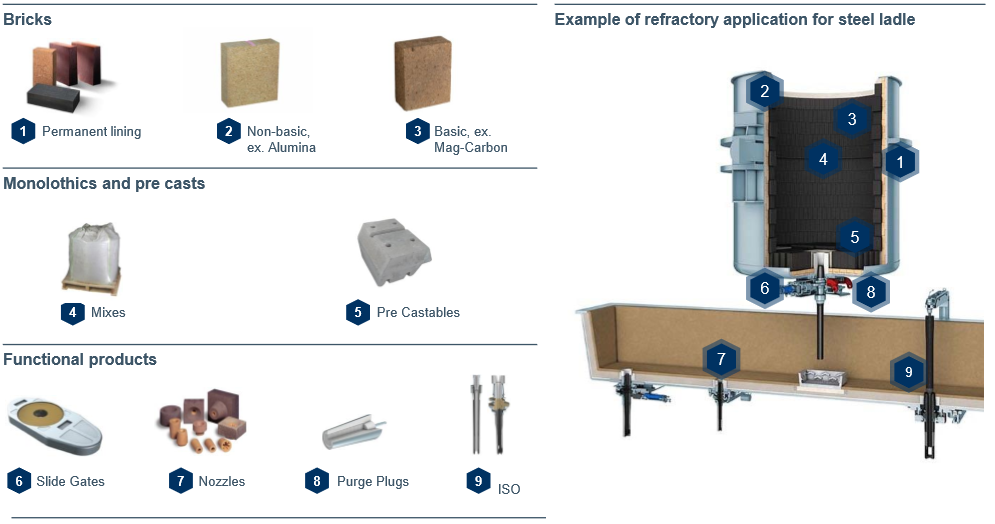 Bricks
1 Permanent lining
2 Non-basic,
ex. Alumina
3 Basic, ex.
Mag-Carbon
Monolothics and pre casts
4 Mixes
5 Pre Castables
Functional products
6 Slide Gates
7 Nozzles
8 Purge Plugs
9 ISO
Example of refractory application for steel ladle
2
3
4
1
5
6
8
7
9